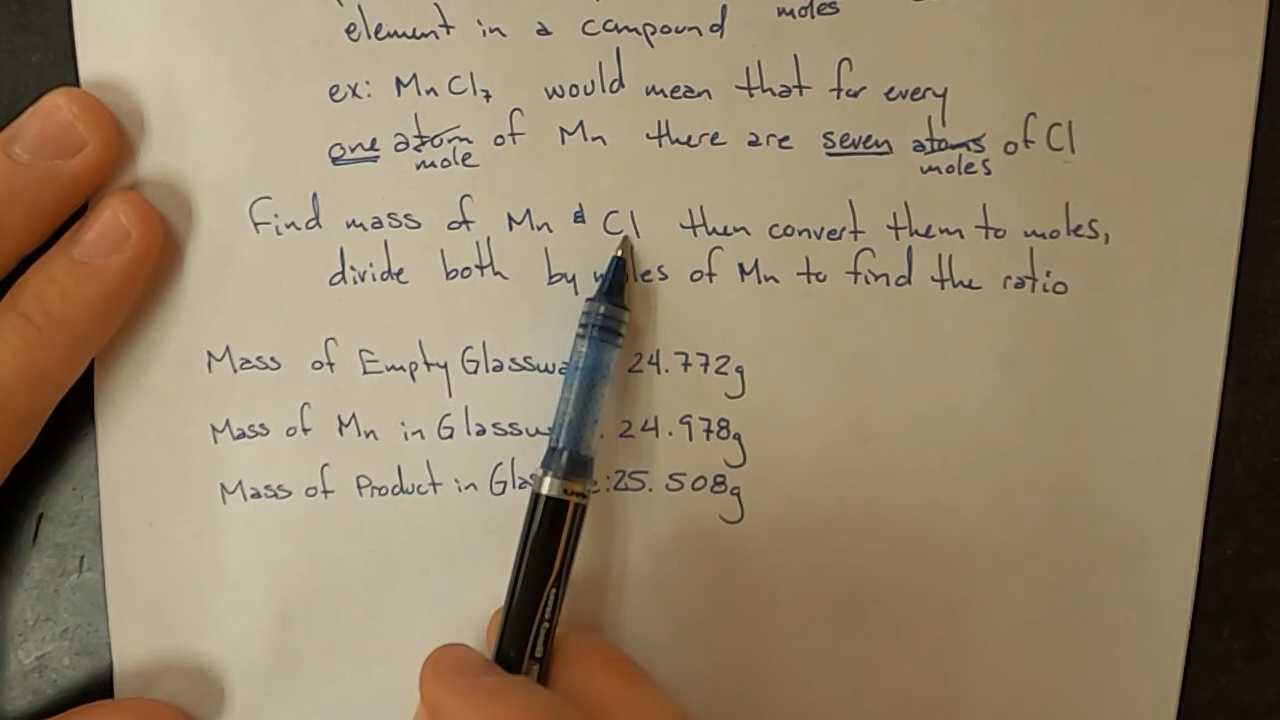 element in a compound moles
ex: MnCl₇ would mean that for every
one atom of Mn there are seven atoms of Cl
mole moles
Find mass of Mn & Cl then convert them to moles,
divide both by moles of Mn to find the ratio
Mass of Empty Glasswa 24.772g
Mass of Mn in Glassw 24.978g
Mass of Product in Gla e: 25.508g